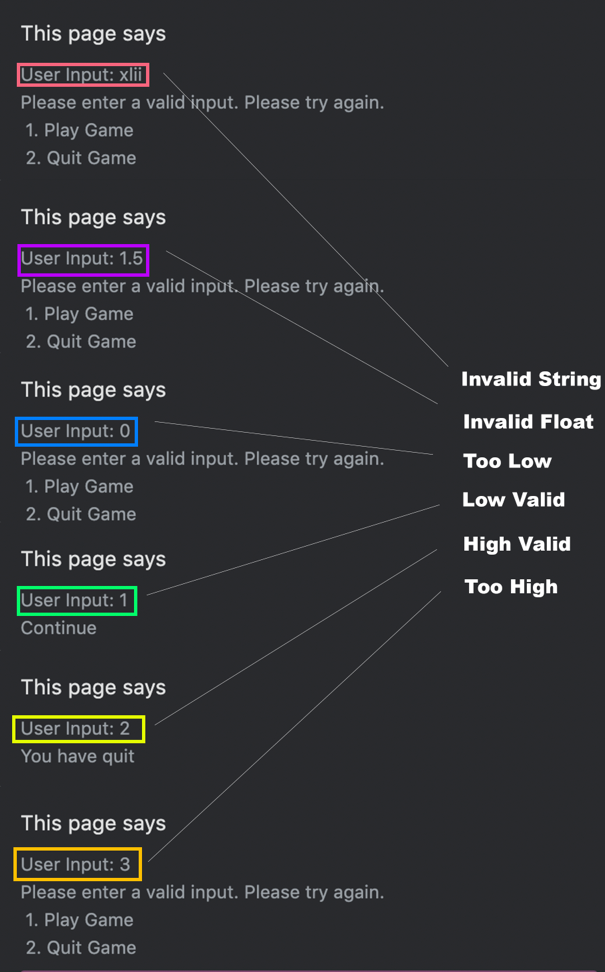 This page says
User Input: xlii
Please enter a valid input. Please try again.
1. Play Game
2. Quit Game
This page says
User Input: 1.5
Please enter a valid input. Please try again.
1. Play Game
2. Quit Game
This page says
User Input: 0
Please enter a valid input. Please try again.
1. Play Game
2. Quit Game
This page says
User Input: 1
Continue
This page says
User Input: 2
You have quit
This page says
User Input: 3
Please enter a valid input. Please try again.
1. Play Game
2. Quit Game
Invalid String
Invalid Float
Too Low
Low Valid
High Valid
Too High